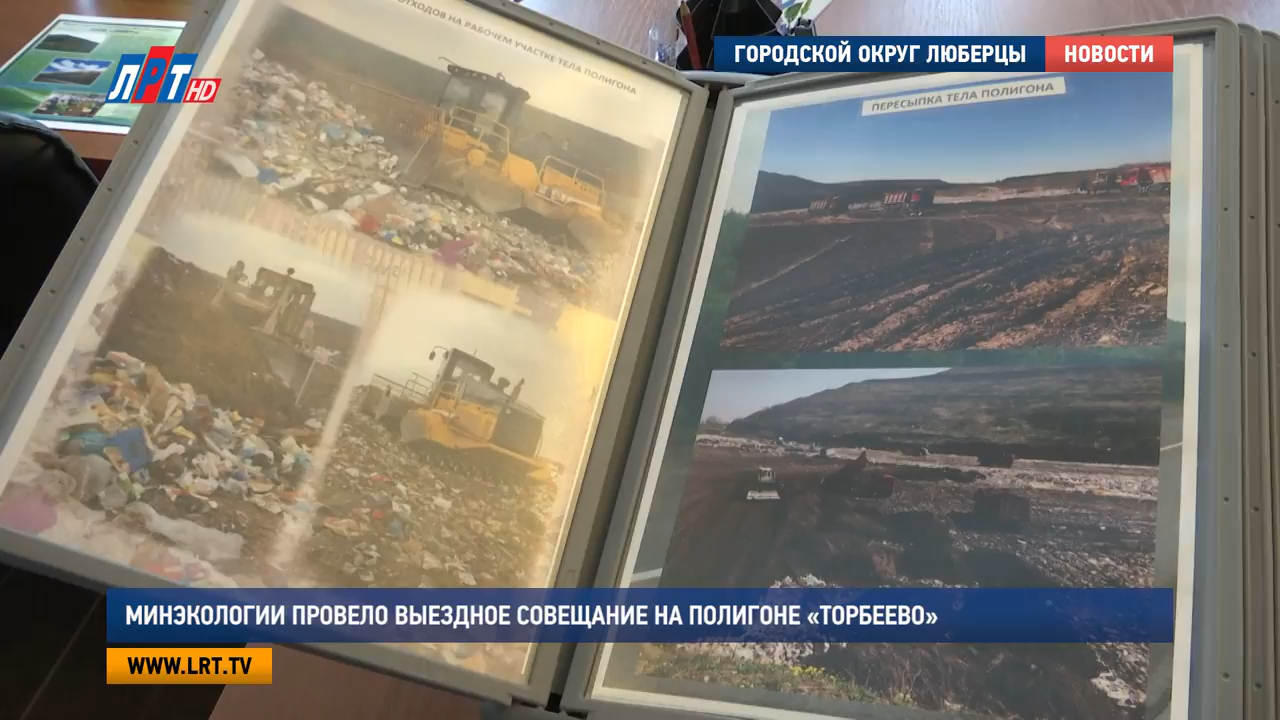 ЛРТ HD
ГОРОДСКОЙ ОКРУГ ЛЮБЕРЦЫ НОВОСТИ
ОТХОДОВ НА РАБОЧЕМ УЧАСТКЕ ТЕЛА ПОЛИГОНА
ПЕРЕСЫПКА ТЕЛА ПОЛИГОНА
МИНЭКОЛОГИИ ПРОВЕЛО ВЫЕЗДНОЕ СОВЕЩАНИЕ НА ПОЛИГОНЕ «ТОРБЕЕВО»
WWW.LRT.TV